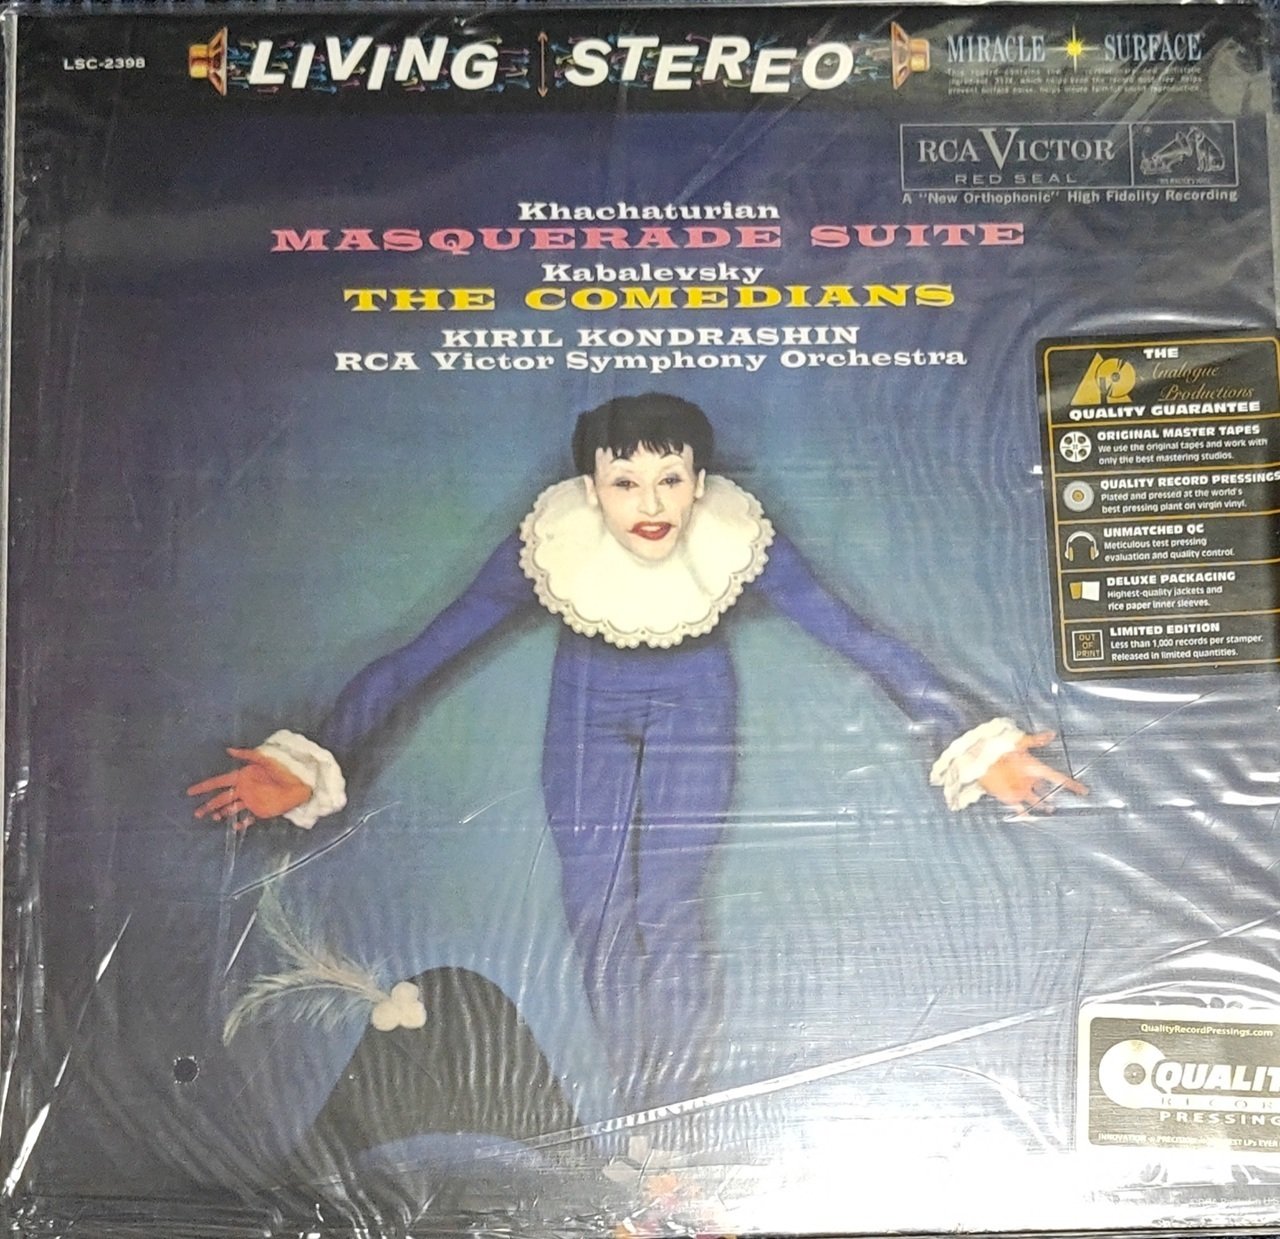 LSC-2398
LIVING STEREO
MIRACLE SURFACE
RCA VICTOR
RED SEAL
A "New Orthophonic" High Fidelity Recording
Khachaturian
MASQUERADE SUITE
Kabalevsky
THE COMEDIANS
KIRIL KONDRASHIN
RCA Victor Symphony Orchestra
THE
Analogue
Productions
QUALITY GUARANTEE
ORIGINAL MASTER TAPES
We use the original tapes and work with
only the best mastering studios.
QUALITY RECORD PRESSINGS
Plated and pressed at the world's
best pressing plant on virgin vinyl.
UNMATCHED QC
Meticulous test pressing
evaluation and quality control.
DELUXE PACKAGING
Highest-quality jackets and
rice paper inner sleeves.
OUT
OF
PRINT
LIMITED EDITION
Less than 1,000 records per stamper.
Released in limited quantities.
QualityRecordPressings.com
QUALIT
RECOR
PRESSING